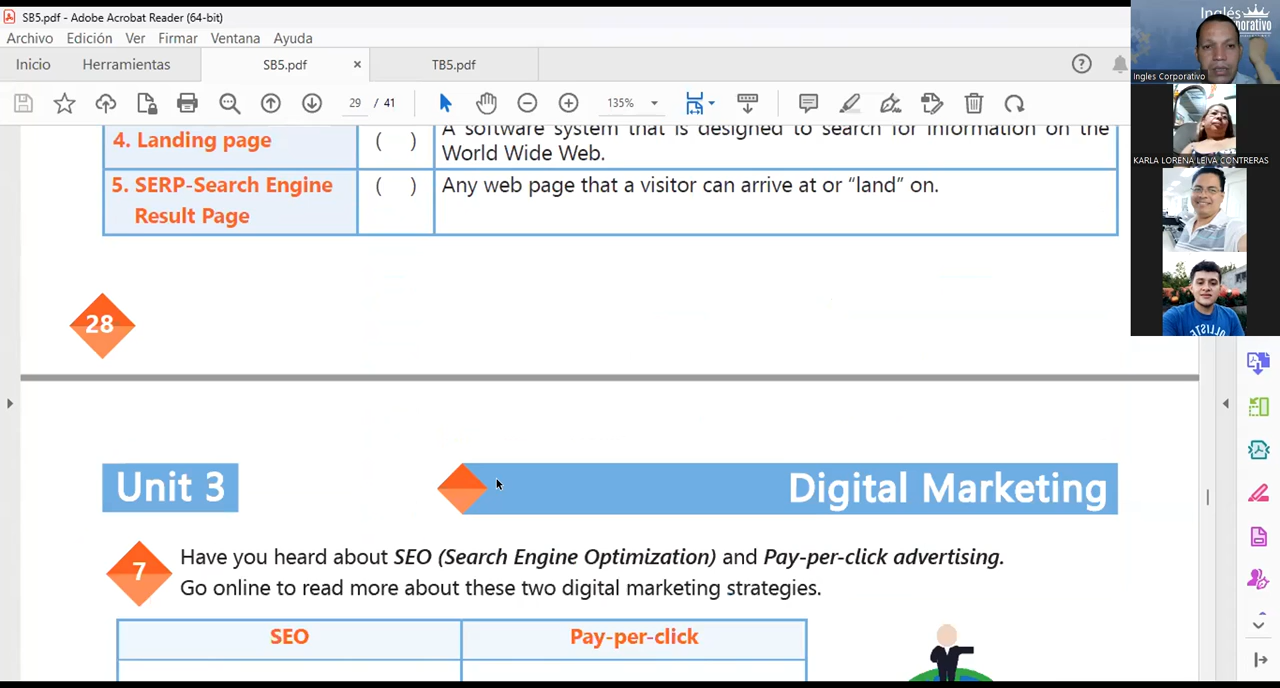 SB5.pdf - Adobe Acrobat Reader (64-bit)
Archivo Edición Ver Firmar Ventana Ayuda
Inicio Herramientas SB5.pdf × TB5.pdf
29 / 41 135%
Inglés
Corporativo
Ingles Corporativo
KARLA LORENA LEIVA CONTRERAS
4. Landing page ( ) A software system that is designed to search for information on the
World Wide Web.
5. SERP-Search Engine ( ) Any web page that a visitor can arrive at or “land” on.
Result Page
28
Unit 3 Digital Marketing
7 Have you heard about SEO (Search Engine Optimization) and Pay-per-click advertising.
Go online to read more about these two digital marketing strategies.
SEO Pay-per-click